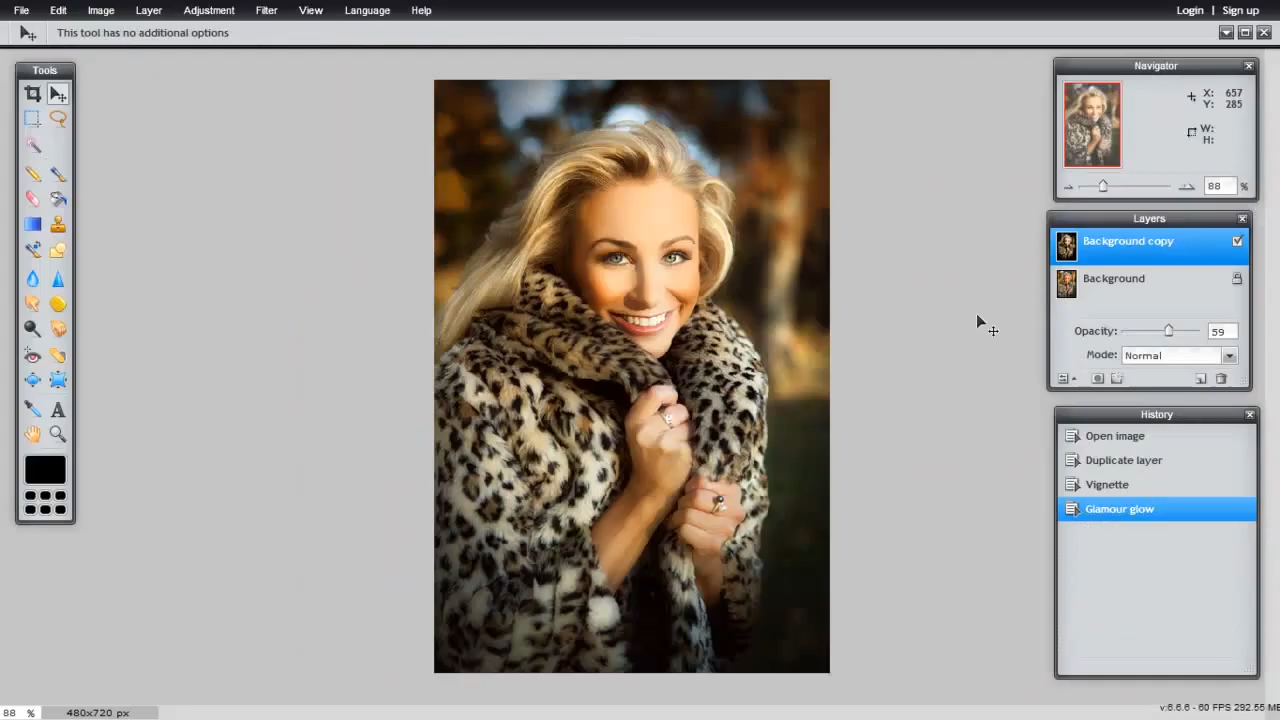 File Edit Image Layer Adjustment Filter View Language Help Login | Sign up
This tool has no additional options
Tools
Navigator
X: 657
Y: 285
W:
H:
88 %
Layers
Background copy
Background
Opacity: 59
Mode: Normal
History
Open image
Duplicate layer
Vignette
Glamour glow
A
88 % 480x720 px
v:6.6.6 - 60 FPS 292.55 ME